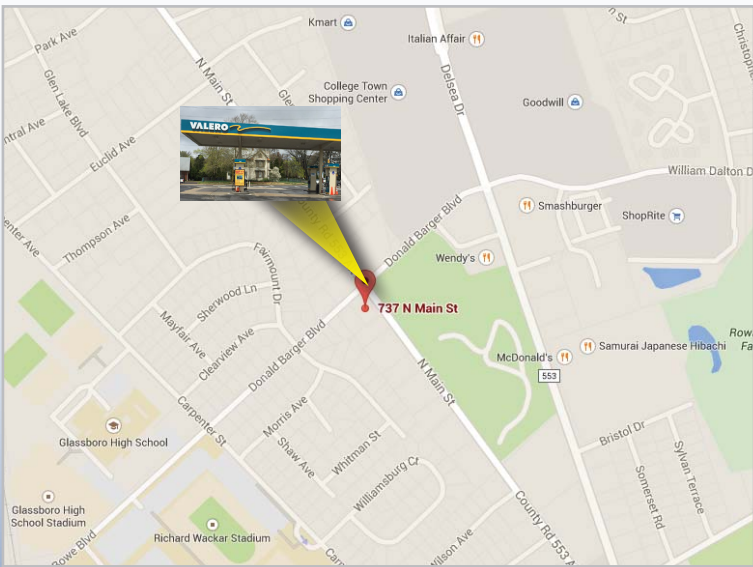 Kmart
Italian Affair
Park Ave
N Main St
Glen Lake Blvd
College Town
Shopping Center
Delsea Dr
Goodwill
VALERO
Euclid Ave
William Dalton D
Smashburger
ShopRite
Donald Barger Blvd
Wendy's
Thompson Ave
Fairmount Dr
Sherwood Ln
737 N Main St
Mayfair Ave
Clearview Ave
Donald Barger Blvd
N Main St
McDonald's
Samurai Japanese Hibachi
553
Carpenter St
Morris Ave
Glassboro High School
Shaw Ave
Whitman St
Bristol Dr
Sylvan Terrace
Williamsburg Ct
Somerset Rd
Glassboro High
School Stadium
County Rd 553 A
Richard Wackar Stadium
Wilson Ave